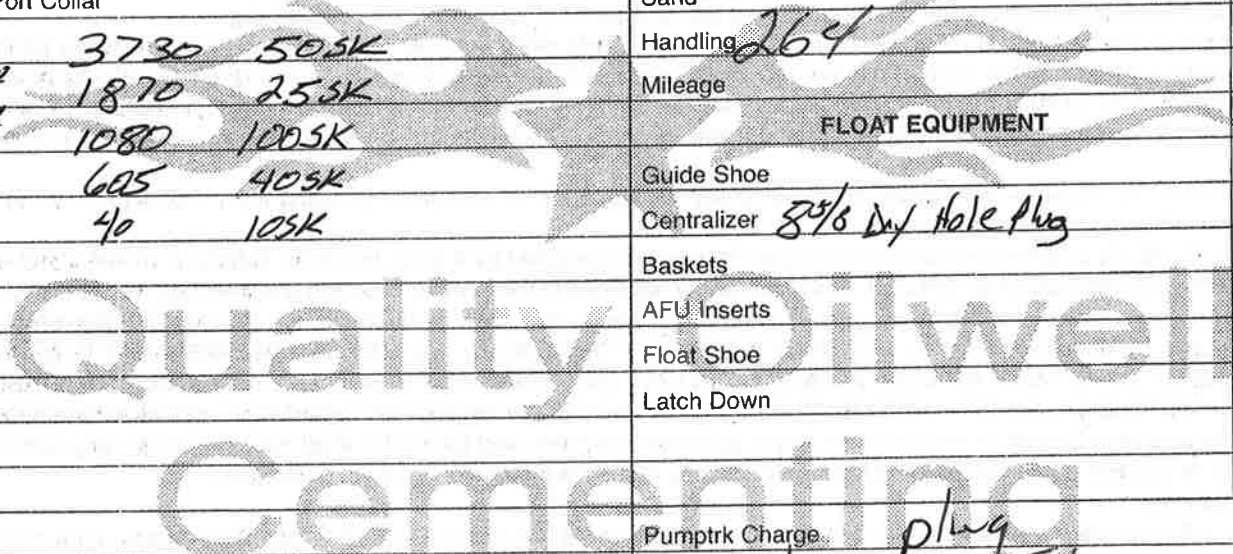 Port Collar
3730 50SK
1870 25SK
1080 100SK
605 40SK
40 10SK
Sand
Handling 264
Mileage
FLOAT EQUIPMENT
Guide Shoe
Centralizer 8 5/8 Dry Hole Plug
Baskets
AFU Inserts
Float Shoe
Latch Down
Pumptrk Charge plug
Quality Oilwell
Cementing